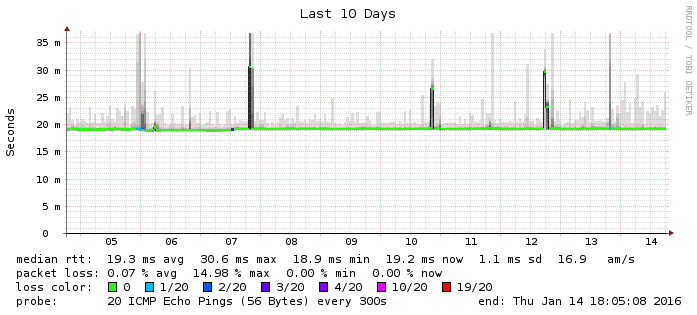 Last 10 Days
RRDTOOL / TOBI OETIKER
Seconds
35 m
30 m
25 m
20 m
15 m
10 m
5 m
0
05 06 07 08 09 10 11 12 13 14
median rtt: 19.3 ms avg 30.6 ms max 18.9 ms min 19.2 ms now 1.1 ms sd 16.9 am/s
packet loss: 0.07 % avg 14.98 % max 0.00 % min 0.00 % now
loss color: 0 1/20 2/20 3/20 4/20 10/20 19/20
probe: 20 ICMP Echo Pings (56 Bytes) every 300s end: Thu Jan 14 18:05:08 2016